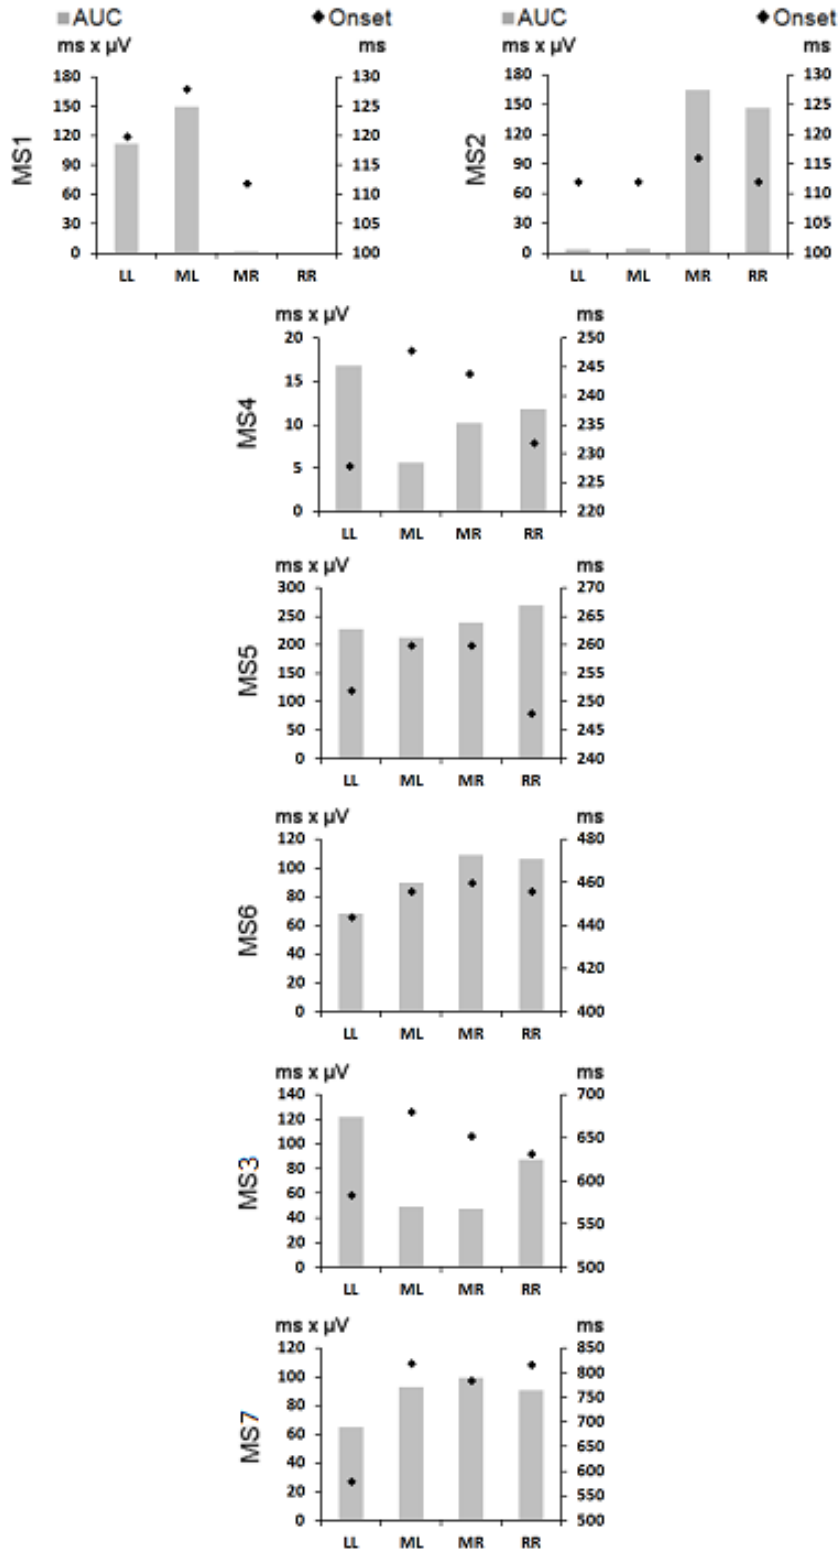 AUC Onset
ms x μV ms
MS1
180 130
150 125
120 120
90 115
60 110
30 105
0 100
LL ML MR RR
AUC Onset
ms x μV ms
MS2
180 130
150 125
120 120
90 115
60 110
30 105
0 100
LL ML MR RR
ms x μV ms
MS4
20 250
15 245
10 240
5 235
0 230
225
220
LL ML MR RR
ms x μV ms
MS5
300 270
250 265
200 260
150 255
100 250
50 245
0 240
LL ML MR RR
ms x μV ms
MS6
120 480
100 460
80 440
60 420
40 400
20
0
LL ML MR RR
ms x μV ms
MS3
140 700
120 650
100 600
80 550
60 500
40
20
0
LL ML MR RR
ms x μV ms
MS7
120 850
100 800
80 750
60 700
40 650
20 600
0 550
500
LL ML MR RR